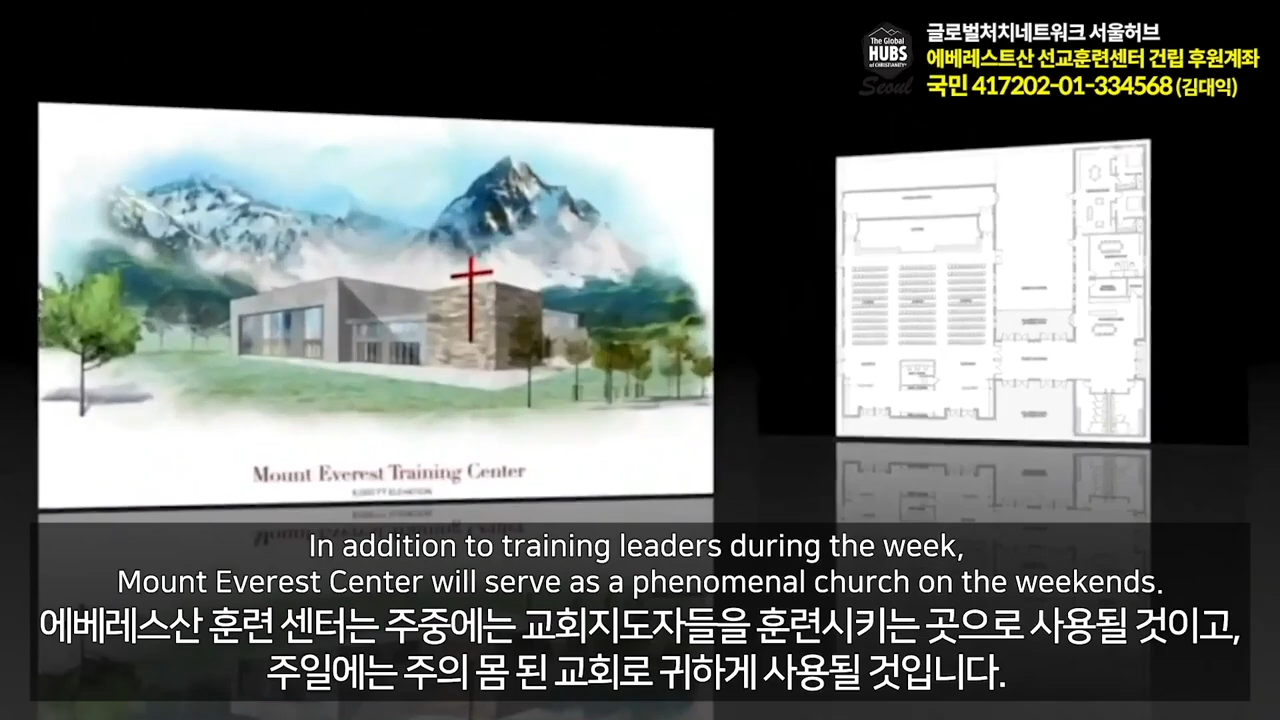 The Global
HUBS
of CHRISTIANITY
Seoul
글로벌처치네트워크 서울허브
에베레스트산 선교훈련센터 건립 후원계좌
국민 417202-01-334568 (김대익)
Mount Everest Training Center
In addition to training leaders during the week,
Mount Everest Center will serve as a phenomenal church on the weekends.
에베레스산 훈련 센터는 주중에는 교회지도자들을 훈련시키는 곳으로 사용될 것이고,
주일에는 주의 몸 된 교회로 귀하게 사용될 것입니다.